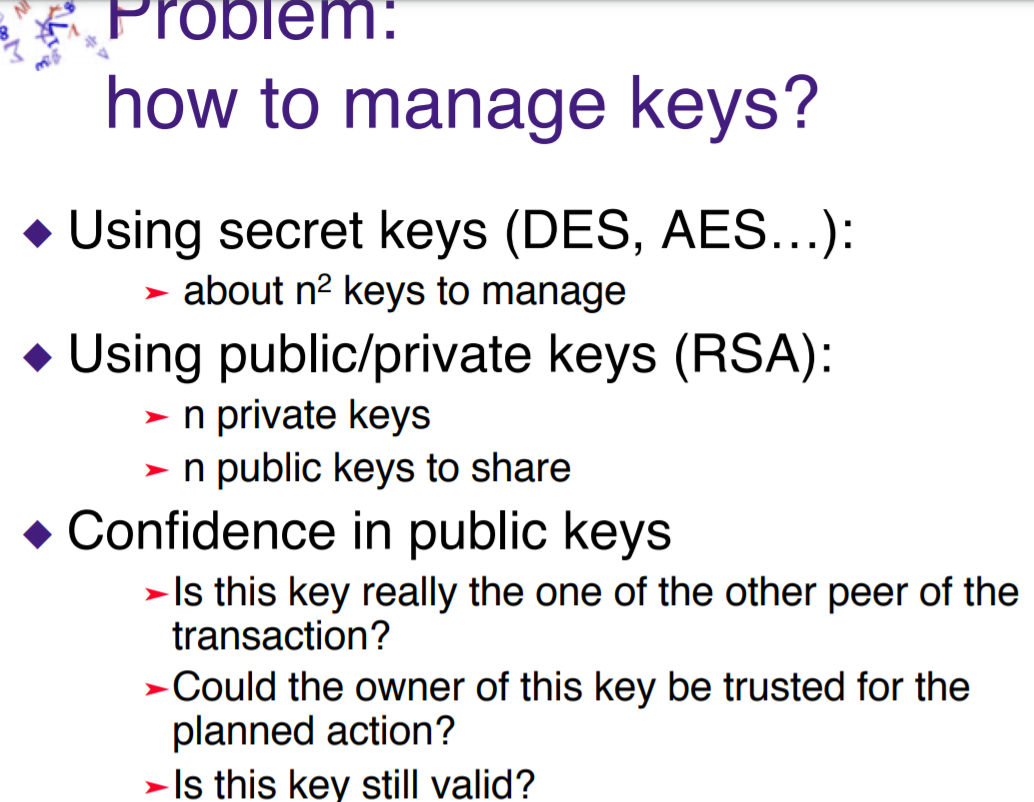 Problem:
how to manage keys?
Using secret keys (DES, AES…):
about n² keys to manage
Using public/private keys (RSA):
n private keys
n public keys to share
Confidence in public keys
Is this key really the one of the other peer of the
transaction?
Could the owner of this key be trusted for the
planned action?
Is this key still valid?